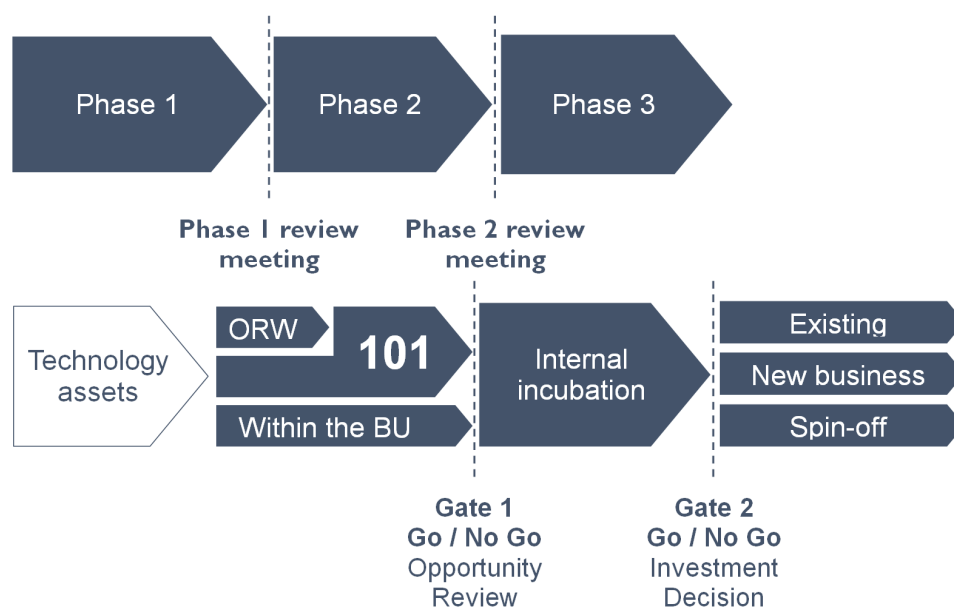 Phase 1
Phase 2
Phase 3
Phase 1 review
meeting
Phase 2 review
meeting
Technology
assets
ORW
101
Within the BU
Internal
incubation
Existing
New business
Spin-off
Gate 1
Go / No Go
Opportunity
Review
Gate 2
Go / No Go
Investment
Decision